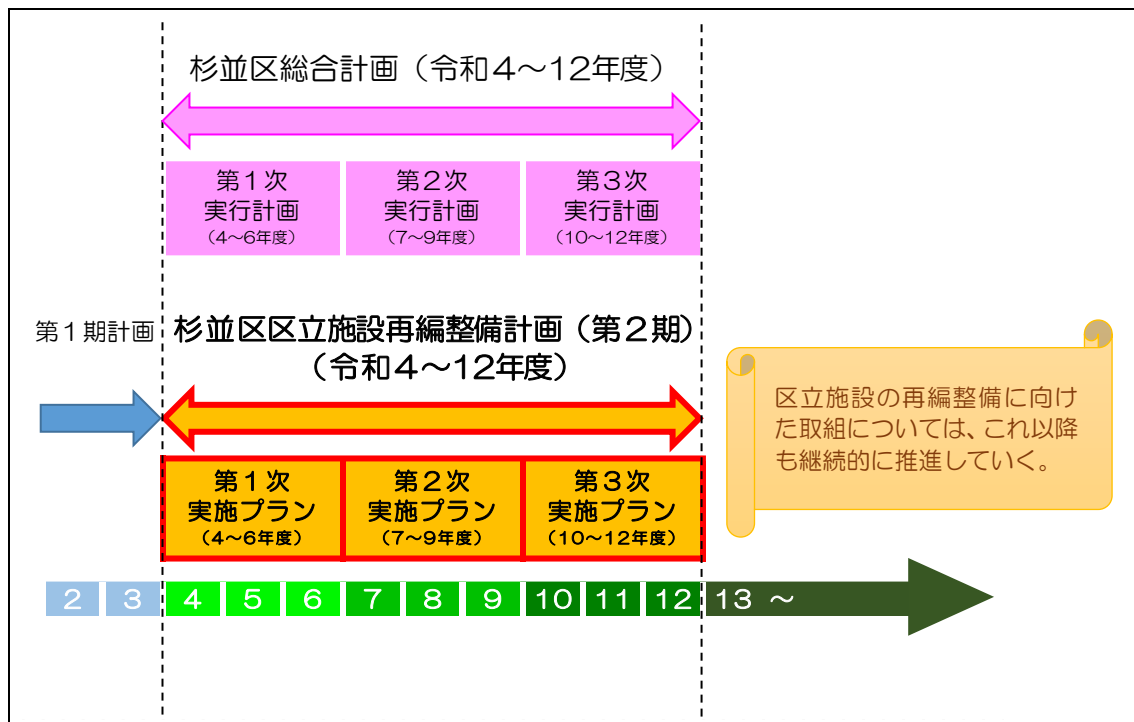 杉並区総合計画（令和４～12年度）
第１次
実行計画
（4～6年度）
第２次
実行計画
（7～9年度）
第３次
実行計画
（10～12年度）
第１期計画
杉並区区立施設再編整備計画（第２期）
（令和４～12年度）
第１次
実施プラン
（4～6年度）
第２次
実施プラン
（7～9年度）
第３次
実施プラン
（10～12年度）
区立施設の再編整備に向け
た取組については、これ以降
も継続的に推進していく。
2 3 4 5 6 7 8 9 10 11 12 13 ～